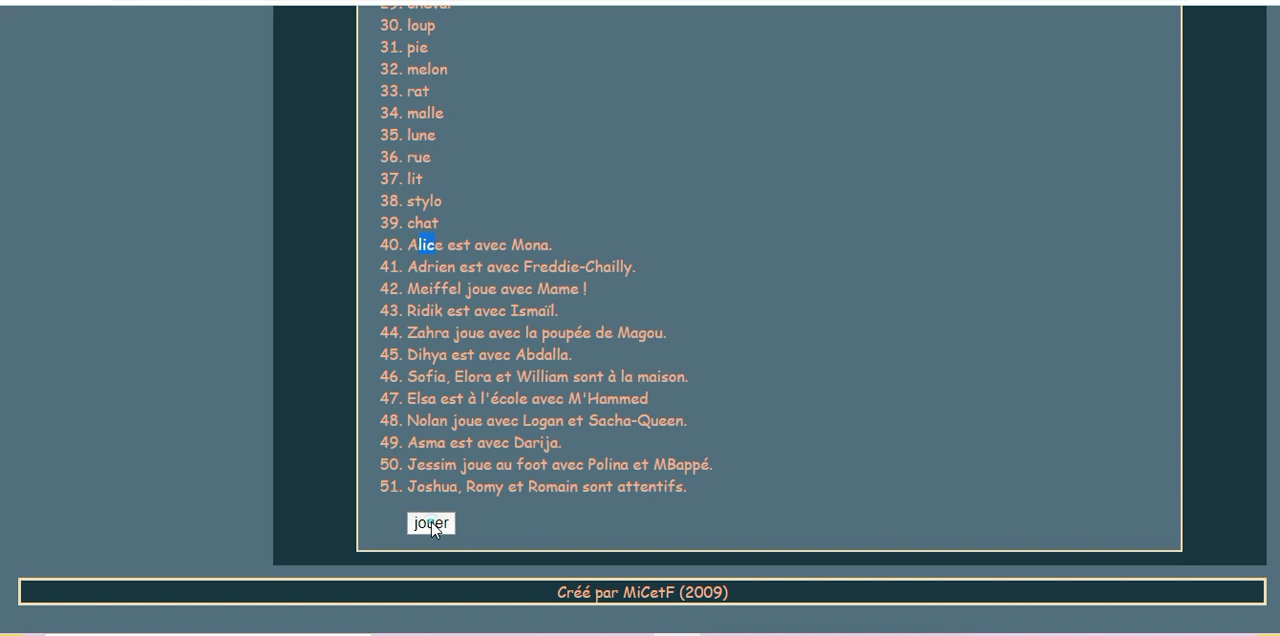 30. loup
31. pie
32. melon
33. rat
34. malle
35. lune
36. rue
37. lit
38. stylo
39. chat
40. Alice est avec Mona.
41. Adrien est avec Freddie-Chailly.
42. Meiffel joue avec Mame !
43. Ridik est avec Ismaïl.
44. Zahra joue avec la poupée de Magou.
45. Dihya est avec Abdalla.
46. Sofia, Elora et William sont à la maison.
47. Elsa est à l'école avec M'Hammed
48. Nolan joue avec Logan et Sacha-Queen.
49. Asma est avec Darija.
50. Jessim joue au foot avec Polina et MBappé.
51. Joshua, Romy et Romain sont attentifs.
jouer
Créé par MiCetF (2009)